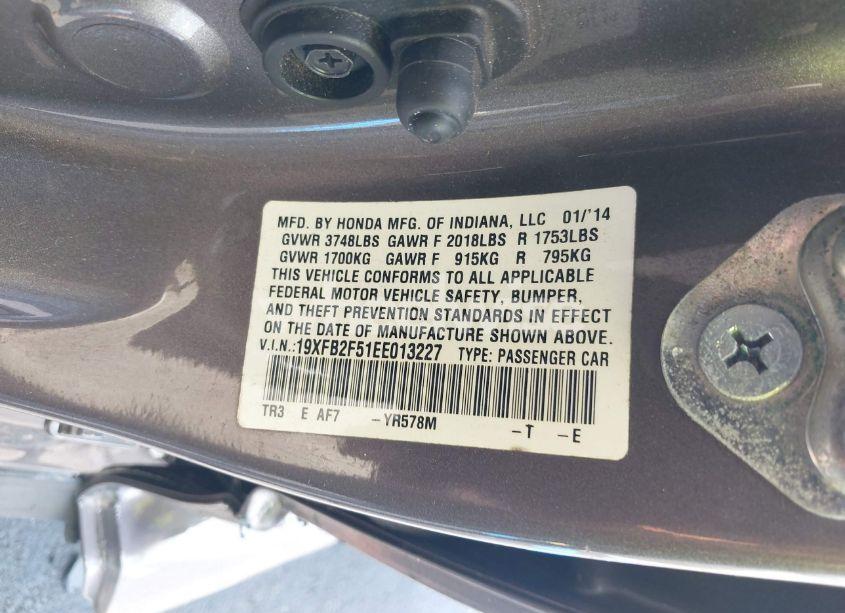 MFD. BY HONDA MFG. OF INDIANA, LLC 01/'14
GVWR 3748LBS GAWR F 2018LBS R 1753LBS
GVWR 1700KG GAWR F 915KG R 795KG
THIS VEHICLE CONFORMS TO ALL APPLICABLE
FEDERAL MOTOR VEHICLE SAFETY, BUMPER,
AND THEFT PREVENTION STANDARDS IN EFFECT
ON THE DATE OF MANUFACTURE SHOWN ABOVE.
V.I.N.:19XFB2F51EE013227 TYPE: PASSENGER CAR
TR3 E AF7 -YR578M -T -E